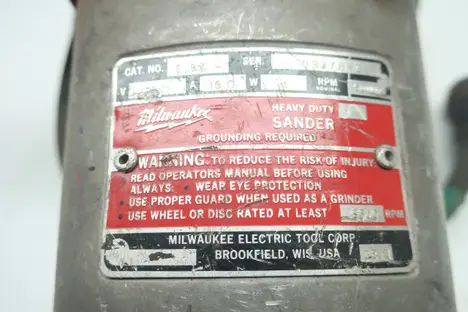 CAT. NO. SER.
V A W RPM
NOMINAL
Milwaukee
HEAVY DUTY
SANDER
GROUNDING REQUIRED
WARNING: TO REDUCE THE RISK OF INJURY
READ OPERATORS MANUAL BEFORE USING
ALWAYS: WEAR EYE PROTECTION
USE PROPER GUARD WHEN USED AS A GRINDER
USE WHEEL OR DISC RATED AT LEAST RPM
MILWAUKEE ELECTRIC TOOL CORP.
BROOKFIELD, WIS. USA